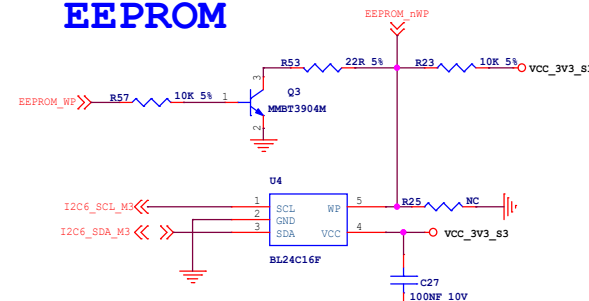 EEPROM
EEPROM_nWP
R53 22R 5% R23 10K 5% VCC_3V3_S3
3
Q3
EEPROM_WP R57 10K 5% 1
MMBT3904M
2
U4
I2C6_SCL_M3 1 SCL WP 5 R25 NC
2 GND
I2C6_SDA_M3 3 SDA VCC 4 VCC_3V3_S3
BL24C16F
C27
100NF 10V